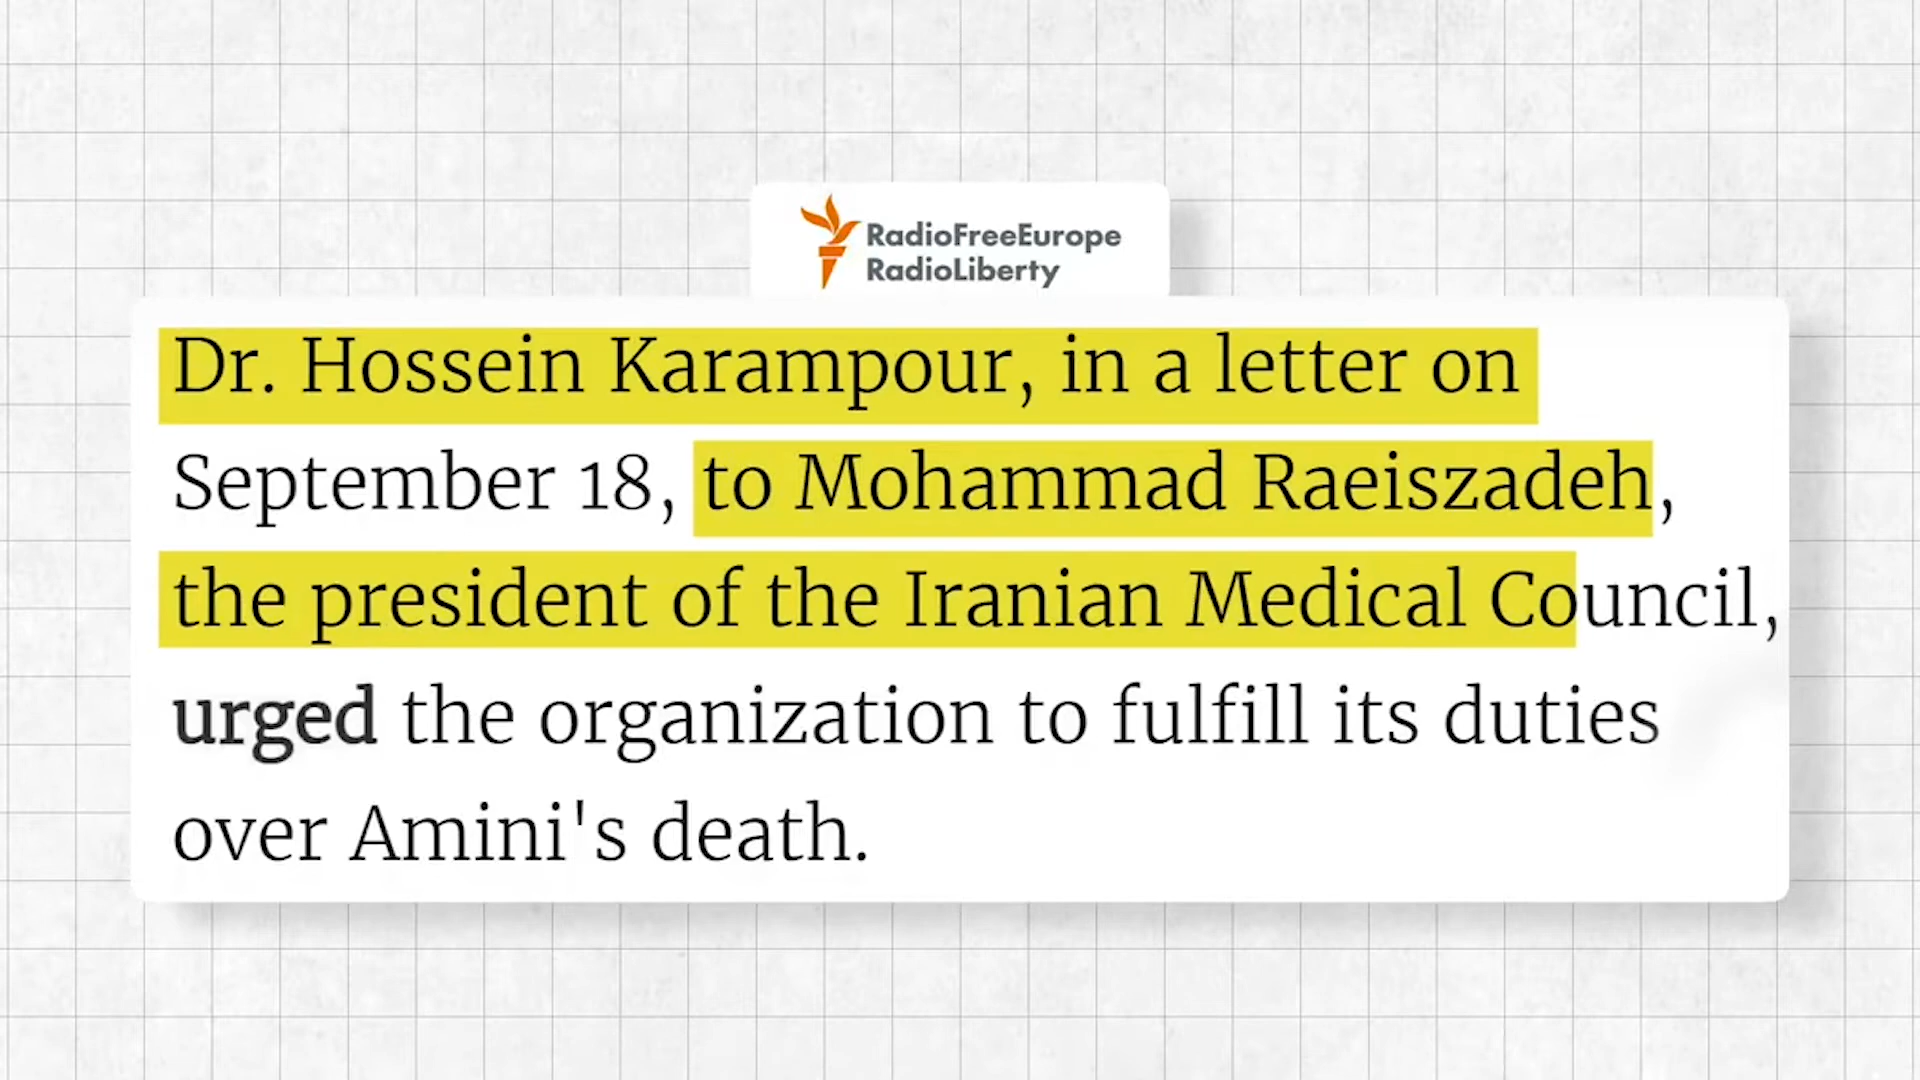 RadioFreeEurope
RadioLiberty
Dr. Hossein Karampour, in a letter on
September 18, to Mohammad Raeiszadeh,
the president of the Iranian Medical Council,
urged the organization to fulfill its duties
over Amini's death.